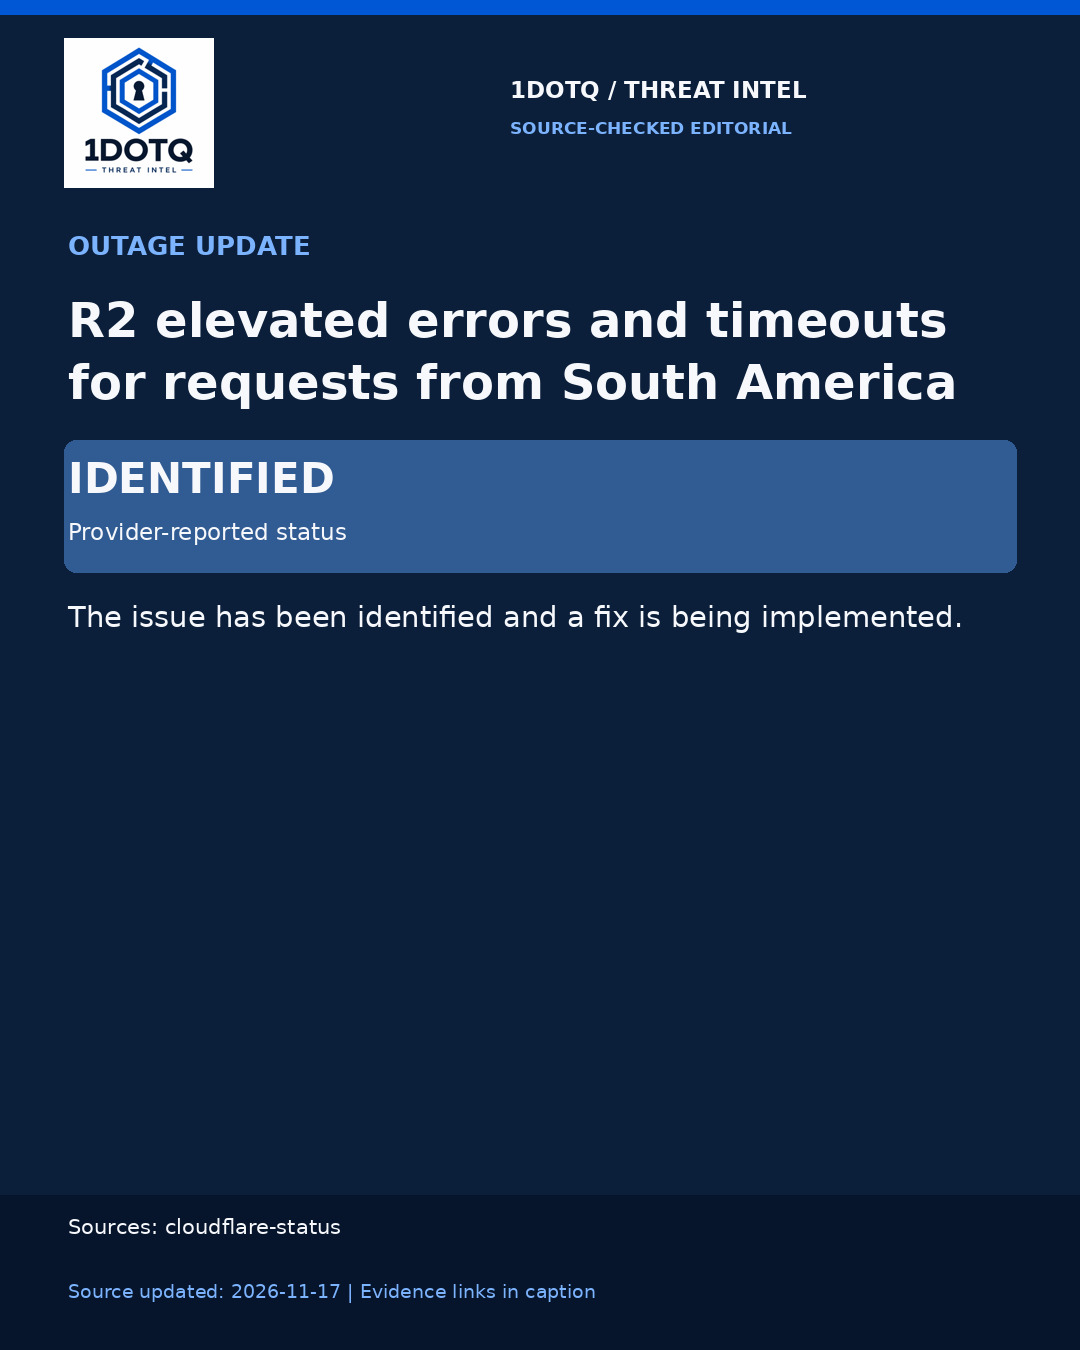 1DOTQ
THREAT INTEL
1DOTQ / THREAT INTEL
SOURCE-CHECKED EDITORIAL
OUTAGE UPDATE
R2 elevated errors and timeouts
for requests from South America
IDENTIFIED
Provider-reported status
The issue has been identified and a fix is being implemented.
Sources: cloudflare-status
Source updated: 2026-11-17 | Evidence links in caption